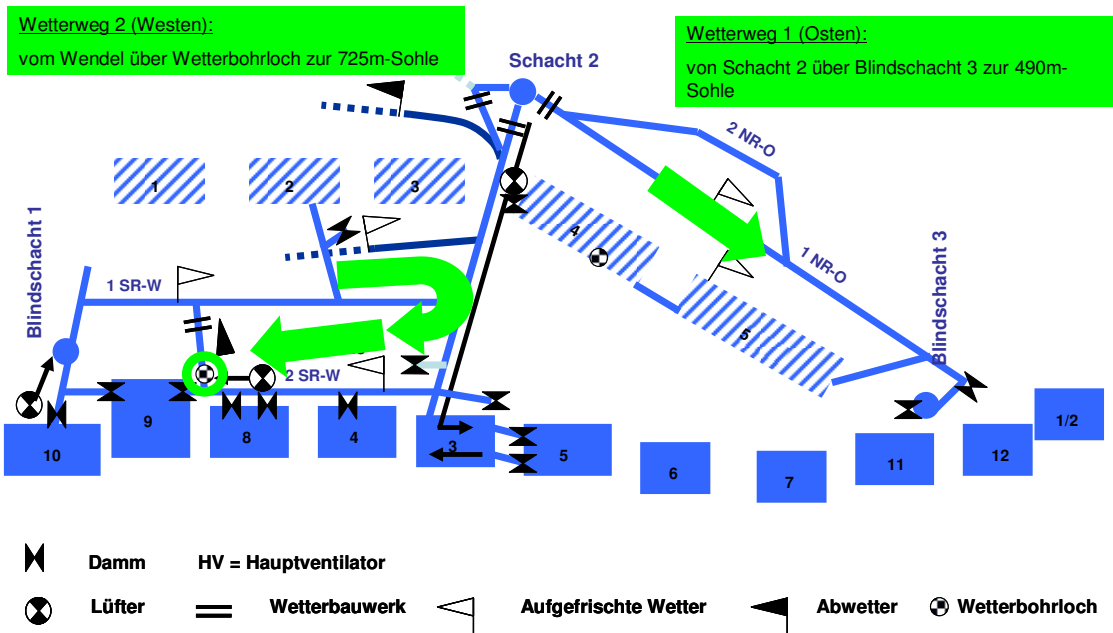 Wetterweg 2 (Westen):
vom Wendel über Wetterbohrloch zur 725m-Sohle
Wetterweg 1 (Osten):
von Schacht 2 über Blindschacht 3 zur 490m-
Sohle
Schacht 2
2 NR-O
1
2
3
4
Blindschacht 1
1 SR-W
1 NR-O
Blindschacht 3
5
2 SR-W
9
8
4
3
10
5
6
7
11
12
1/2
Damm
HV = Hauptventilator
Lüfter
Wetterbauwerk
Aufgefrischte Wetter
Abwetter
Wetterbohrloch